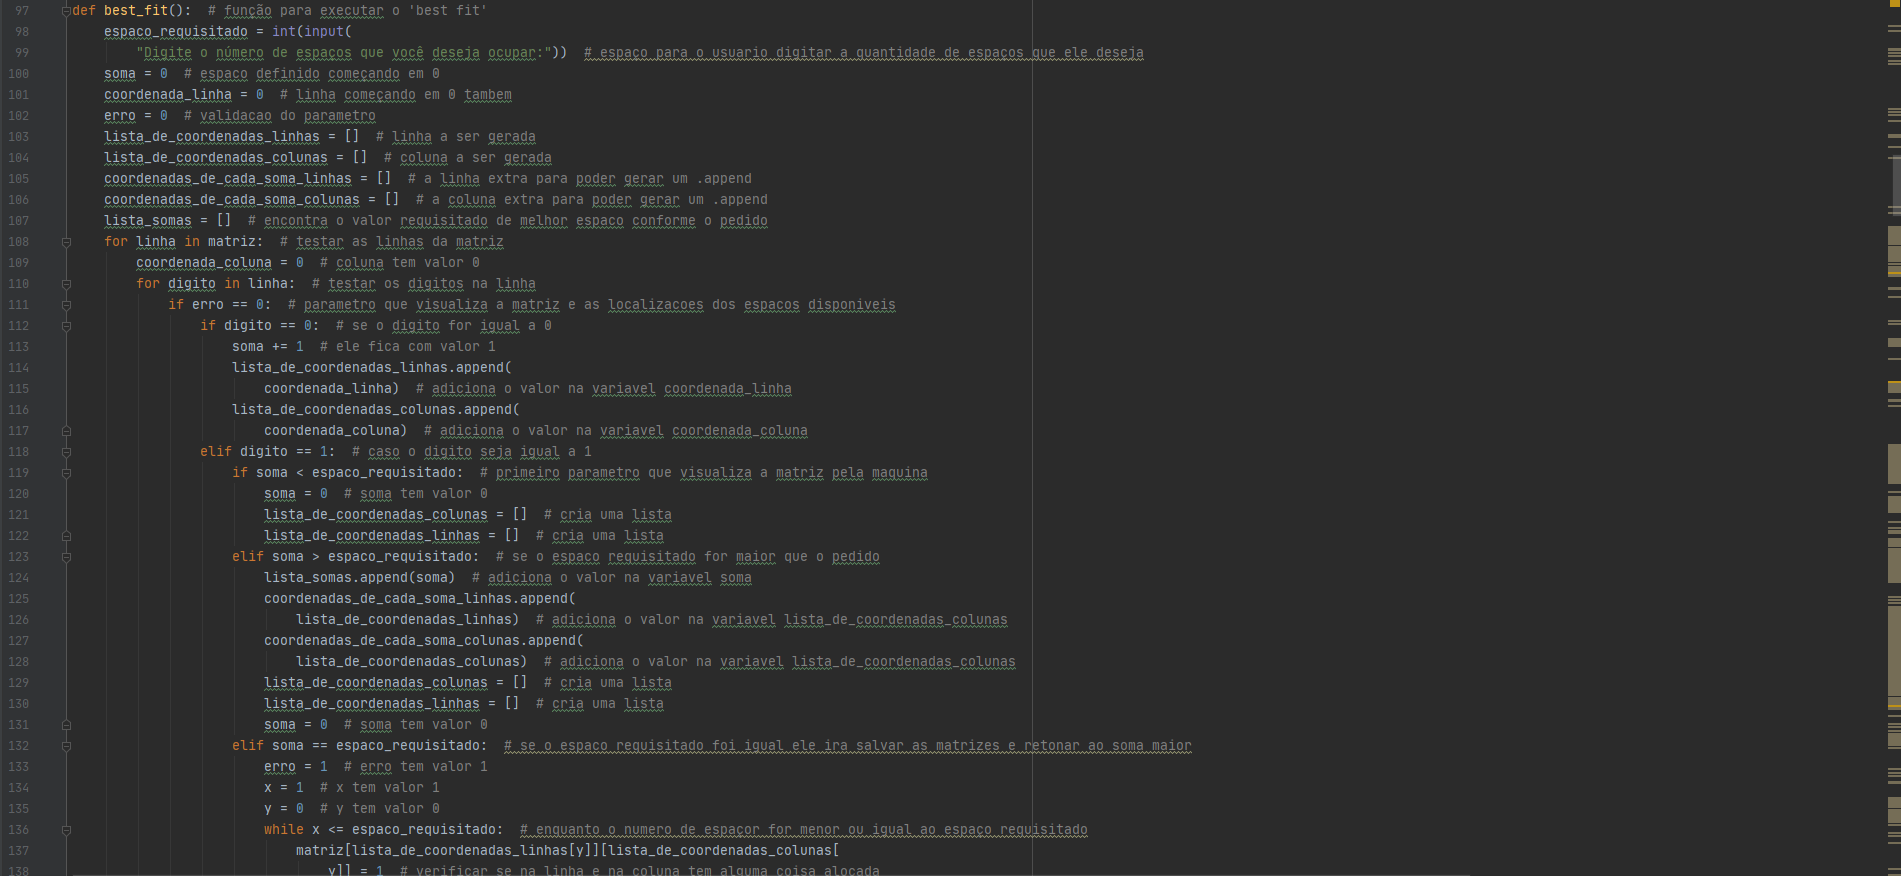 97 def best_fit():  # função para executar o 'best fit'
98     espaco_requisitado = int(input(
99         "Digite o número de espaços que você deseja ocupar:"))  # espaço para o usuario digitar a quantidade de espaços que ele deseja
100     soma = 0  # espaco definido começando em 0
101     coordenada_linha = 0  # linha começando em 0 tambem
102     erro = 0  # validacao do parametro
103     lista_de_coordenadas_linhas = []  # linha a ser gerada
104     lista_de_coordenadas_colunas = []  # coluna a ser gerada
105     coordenadas_de_cada_soma_linhas = []  # a linha extra para poder gerar um .append
106     coordenadas_de_cada_soma_colunas = []  # a coluna extra para poder gerar um .append
107     lista_somas = []  # encontra o valor requisitado de melhor espaco conforme o pedido
108     for linha in matriz:  # testar as linhas da matriz
109         coordenada_coluna = 0  # coluna tem valor 0
110         for digito in linha:  # testar os digitos na linha
111             if erro == 0:  # parametro que visualiza a matriz e as localizacoes dos espacos disponiveis
112                 if digito == 0:  # se o digito for igual a 0
113                     soma += 1  # ele fica com valor 1
114                     lista_de_coordenadas_linhas.append(
115                         coordenada_linha)  # adiciona o valor na variavel coordenada_linha
116                     lista_de_coordenadas_colunas.append(
117                         coordenada_coluna)  # adiciona o valor na variavel coordenada_coluna
118                 elif digito == 1:  # caso o digito seja igual a 1
119                     if soma < espaco_requisitado:  # primeiro parametro que visualiza a matriz pela maquina
120                         soma = 0  # soma tem valor 0
121                         lista_de_coordenadas_colunas = []  # cria uma lista
122                         lista_de_coordenadas_linhas = []  # cria uma lista
123                     elif soma > espaco_requisitado:  # se o espaco requisitado for maior que o pedido
124                         lista_somas.append(soma)  # adiciona o valor na variavel soma
125                         coordenadas_de_cada_soma_linhas.append(
126                             lista_de_coordenadas_linhas)  # adiciona o valor na variavel lista_de_coordenadas_colunas
127                         coordenadas_de_cada_soma_colunas.append(
128                             lista_de_coordenadas_colunas)  # adiciona o valor na variavel lista_de_coordenadas_colunas
129                         lista_de_coordenadas_colunas = []  # cria uma lista
130                         lista_de_coordenadas_linhas = []  # cria uma lista
131                         soma = 0  # soma tem valor 0
132                     elif soma == espaco_requisitado:  # se o espaco requisitado foi igual ele ira salvar as matrizes e retonar ao soma maior
133                         erro = 1  # erro tem valor 1
134                         x = 1  # x tem valor 1
135                         y = 0  # y tem valor 0
136                         while x <= espaco_requisitado:  # enquanto o numero de espaçor for menor ou igual ao espaço requisitado
137                             matriz[lista_de_coordenadas_linhas[y]][lista_de_coordenadas_colunas[
138                                 y]] = 1  # verificar se na linha e na coluna tem alguma coisa alocada